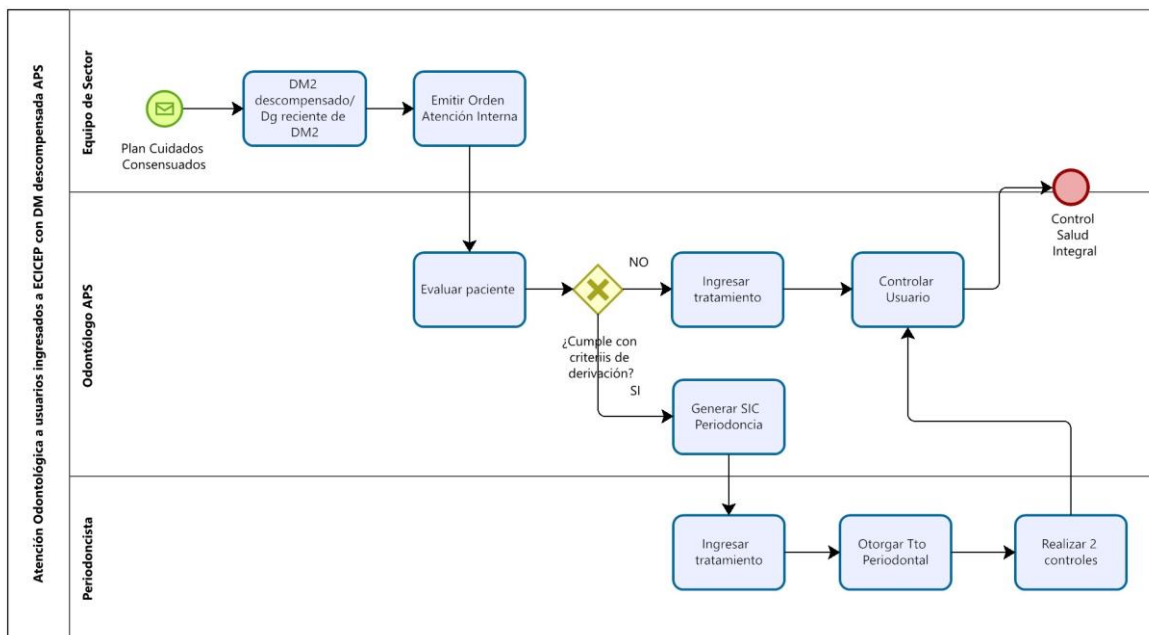 Atención Odontológica a usuarios ingresados a ECICEP con DM descompensada APS
Equipo de Sector
Plan Cuidados
Consensuados
DM2
descompensado/
Dg reciente de
DM2
Emitir Orden
Atención Interna
Control
Salud
Integral
Odontólogo APS
Evaluar paciente
¿Cumple con
criteriis de
derivación?
NO
SI
Ingresar
tratamiento
Controlar
Usuario
Generar SIC
Periodoncia
Periodoncista
Ingresar
tratamiento
Otorgar Tto
Periodontal
Realizar 2
controles